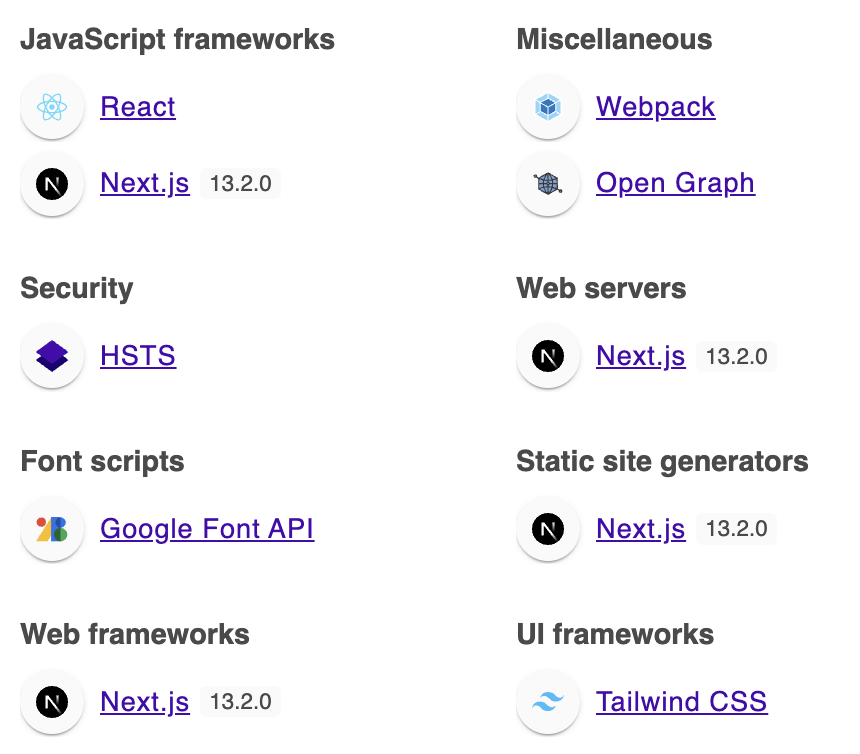 JavaScript frameworks
React
Next.js 13.2.0
Security
HSTS
Font scripts
Google Font API
Web frameworks
Next.js 13.2.0
Miscellaneous
Webpack
Open Graph
Web servers
Next.js 13.2.0
Static site generators
Next.js 13.2.0
UI frameworks
Tailwind CSS